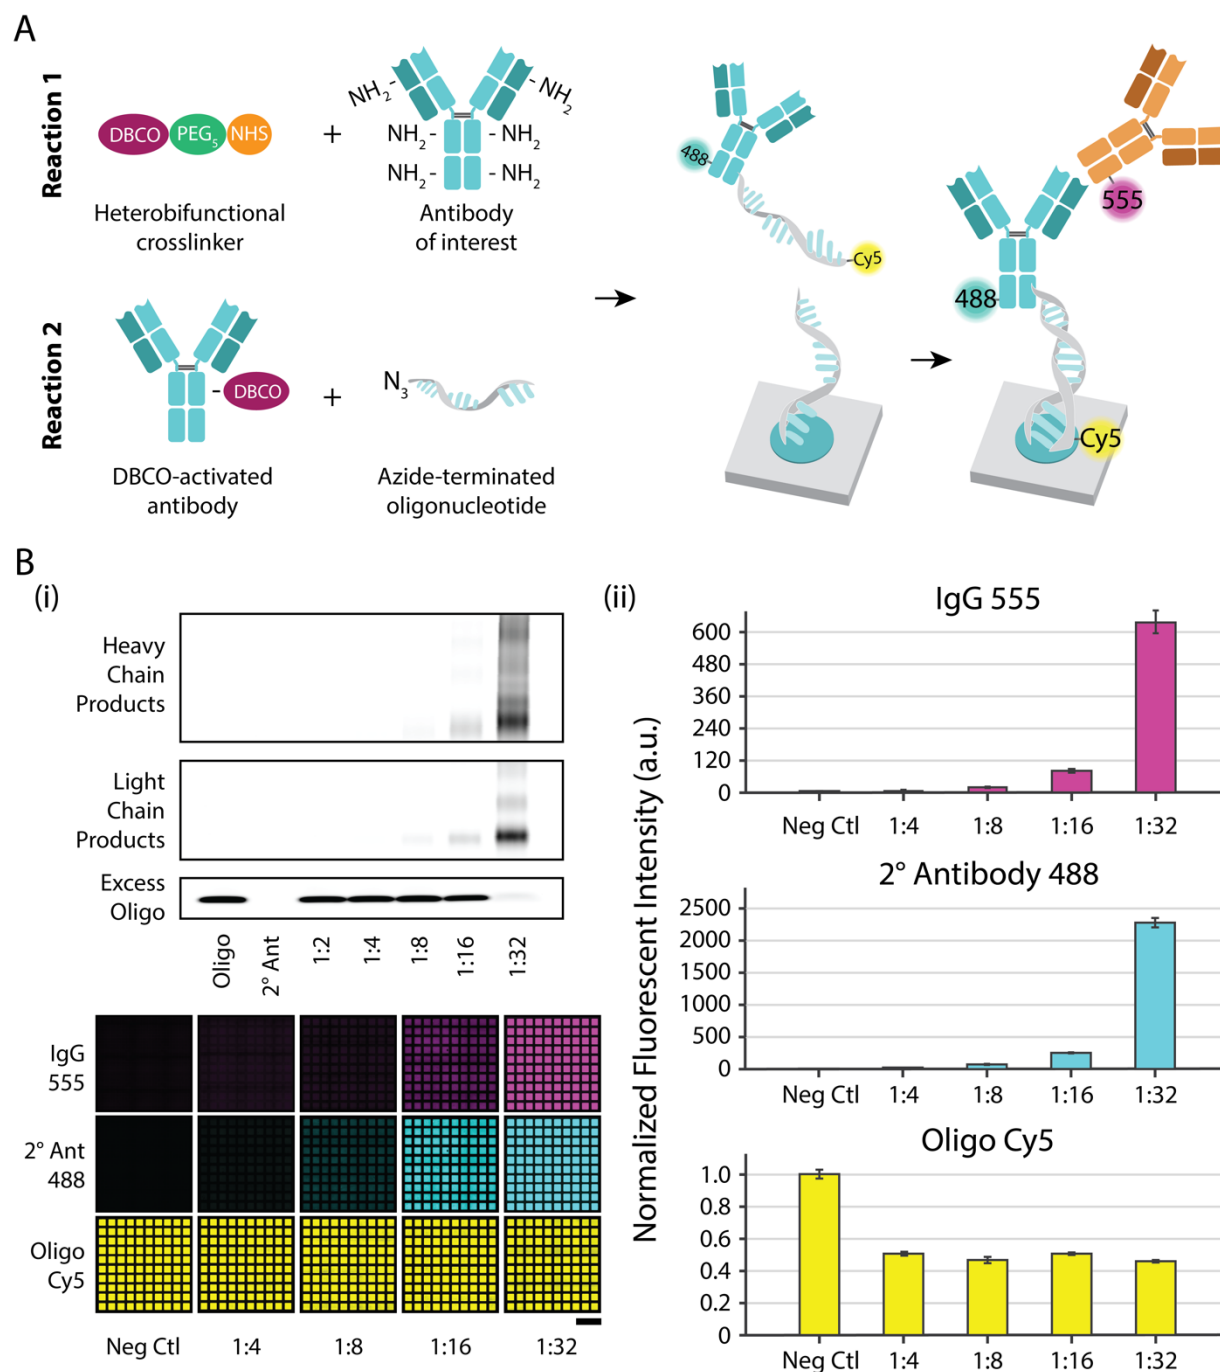 A
Reaction 1
DBCO PEG5 NHS
+
NH2- -NH2
NH2- -NH2
NH2- -NH2
Heterobifunctional
crosslinker
Antibody
of interest
Reaction 2
-DBCO
+
N3
DBCO-activated
antibody
Azide-terminated
oligonucleotide
488
Cy5
555
488
Cy5
B
(i)
Heavy
Chain
Products
Light
Chain
Products
Excess
Oligo
Oligo 2° Ant 1:2 1:4 1:8 1:16 1:32
IgG
555
2° Ant
488
Oligo
Cy5
Neg Ctl 1:4 1:8 1:16 1:32
(ii)
Normalized Fluorescent Intensity (a.u.)
IgG 555
600
480
360
240
120
0
Neg Ctl 1:4 1:8 1:16 1:32
2° Antibody 488
2500
2000
1500
1000
500
0
Neg Ctl 1:4 1:8 1:16 1:32
Oligo Cy5
1.0
0.8
0.6
0.4
0.2
0
Neg Ctl 1:4 1:8 1:16 1:32